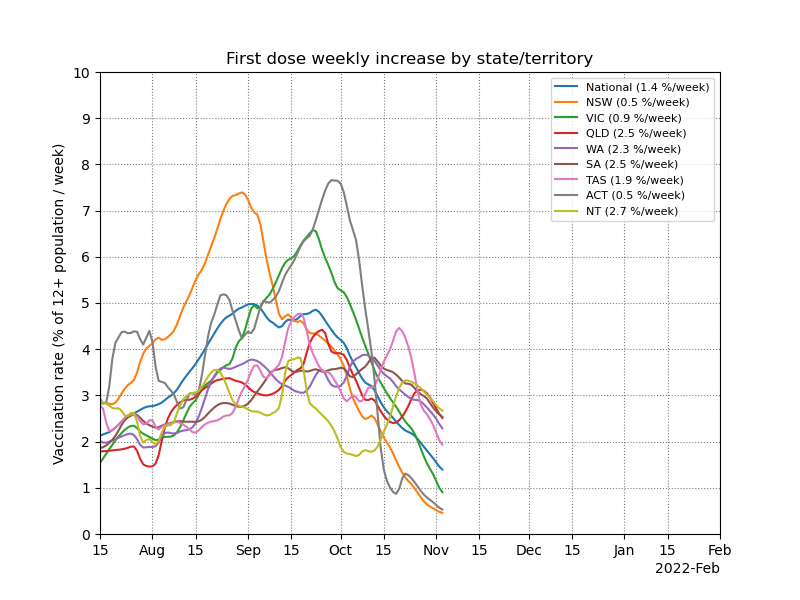 First dose weekly increase by state/territory
Vaccination rate (% of 12+ population / week)
10
9
8
7
6
5
4
3
2
1
0
National (1.4 %/week)
NSW (0.5 %/week)
VIC (0.9 %/week)
QLD (2.5 %/week)
WA (2.3 %/week)
SA (2.5 %/week)
TAS (1.9 %/week)
ACT (0.5 %/week)
NT (2.7 %/week)
15 Aug 15 Sep 15 Oct 15 Nov 15 Dec 15 Jan 15 Feb
2022-Feb